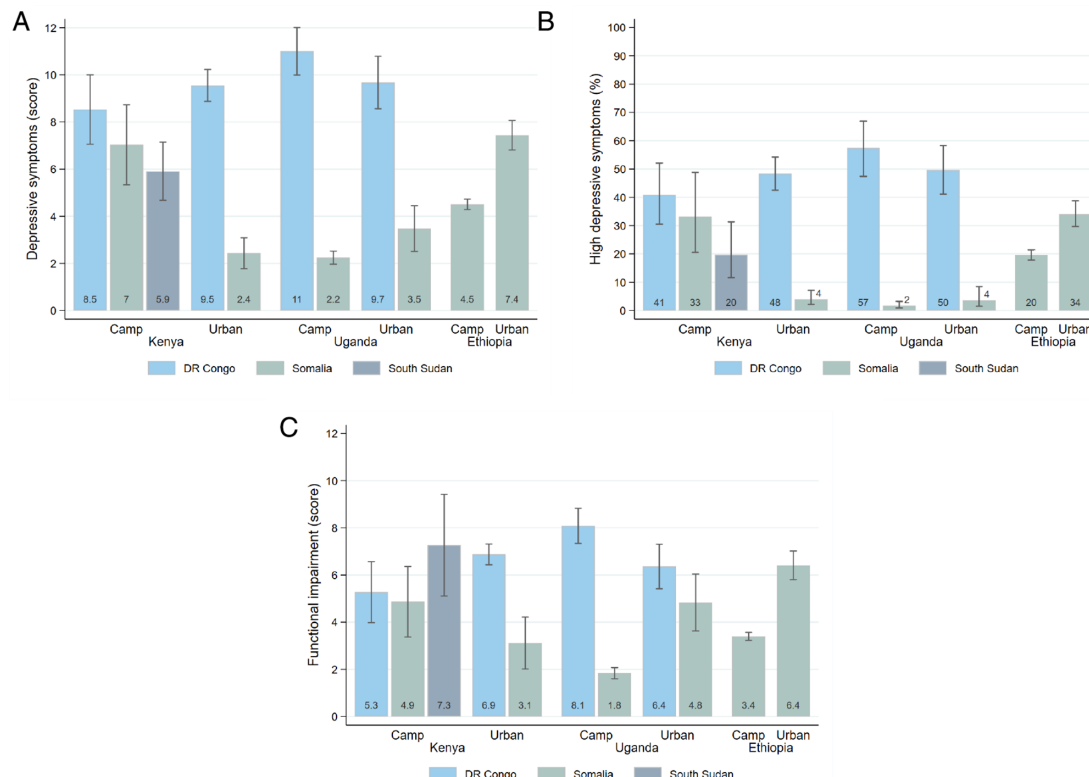 A
Depressive symptoms (score)
12
10
8
6
4
2
0
8.5 7 5.9 9.5 2.4 11 2.2 9.7 3.5 4.5 7.4
Camp Urban Camp Urban Camp Urban
Kenya Uganda Ethiopia
DR Congo Somalia South Sudan
B
High depressive symptoms (%)
100
90
80
70
60
50
40
30
20
10
0
41 33 20 48 4 57 2 50 4 20 34
Camp Urban Camp Urban Camp Urban
Kenya Uganda Ethiopia
DR Congo Somalia South Sudan
C
Functional impairment (score)
12
10
8
6
4
2
0
5.3 4.9 7.3 6.9 3.1 8.1 1.8 6.4 4.8 3.4 6.4
Camp Urban Camp Urban Camp Urban
Kenya Uganda Ethiopia
DR Congo Somalia South Sudan